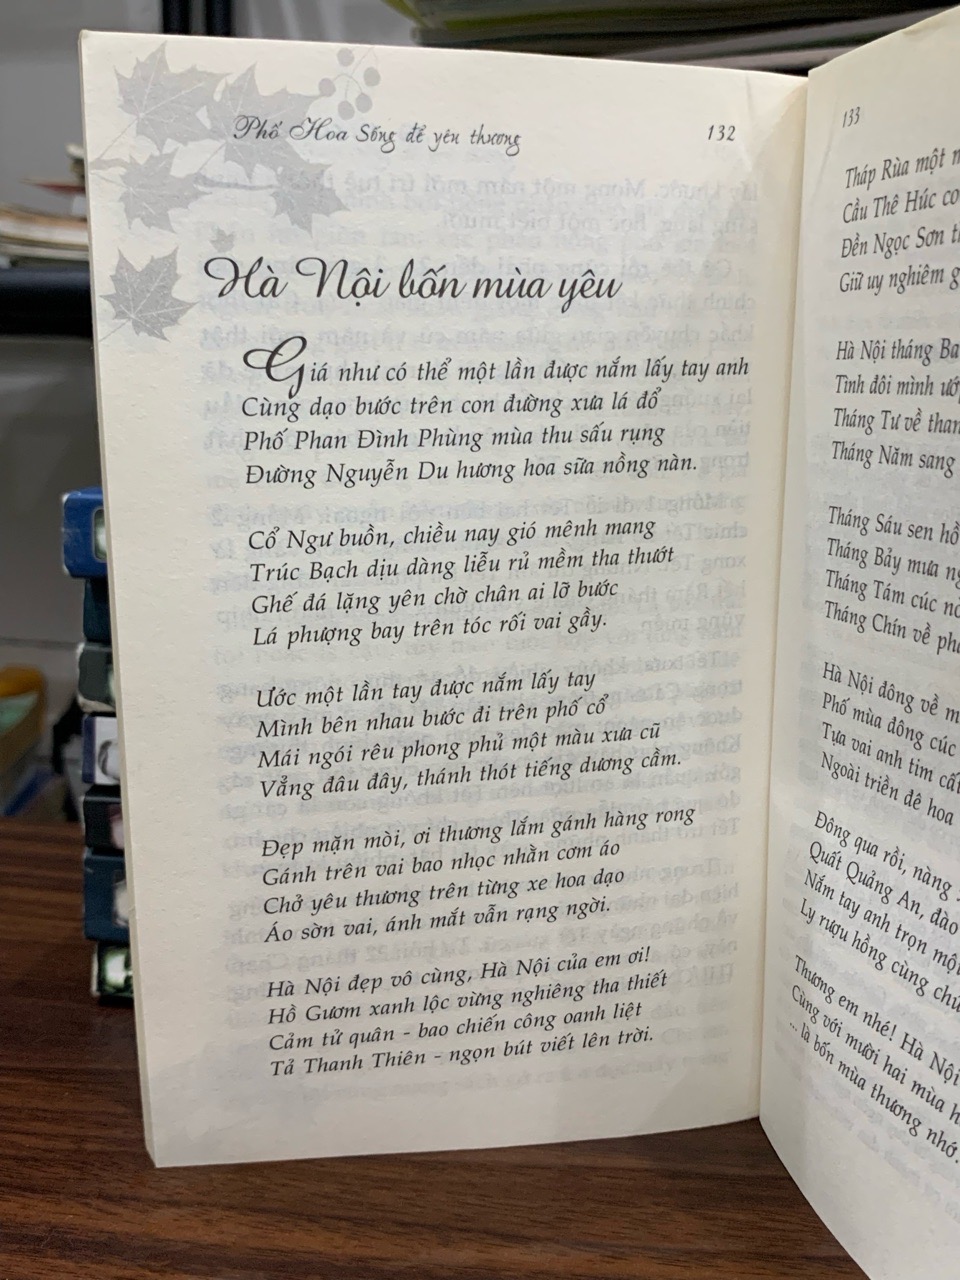 Phố Hoa Sống để yêu thương
132
Hà Nội bốn mùa yêu
Giá như có thể một lần được nắm lấy tay anh
Cùng dạo bước trên con đường xưa lá đổ
Phố Phan Đình Phùng mùa thu sấu rụng
Đường Nguyễn Du hương hoa sữa nồng nàn.
Cổ Ngư buồn, chiều nay gió mênh mang
Trúc Bạch dịu dàng liễu rủ mềm tha thướt
Ghế đá lặng yên chờ chân ai lỡ bước
Lá phượng bay trên tóc rối vai gầy.
Ước một lần tay được nắm lấy tay
Mình bên nhau bước đi trên phố cổ
Mái ngói rêu phong phủ một màu xưa cũ
Vẳng đâu đây, thánh thót tiếng dương cầm.
Đẹp mặn mòi, ơi thương lắm gánh hàng rong
Gánh trên vai bao nhọc nhằn cơm áo
Chở yêu thương trên từng xe hoa dạo
Áo sờn vai, ánh mắt vẫn rạng ngời.
Hà Nội đẹp vô cùng, Hà Nội của em ơi!
Hồ Gươm xanh lộc vừng nghiêng tha thiết
Cảm tử quân - bao chiến công oanh liệt
Tả Thanh Thiên - ngọn bút viết lên trời.
133
Tháp Rùa một
Cầu Thê Húc
Đền Ngọc Sơn
Giữ uy nghiêm
Hà Nội tháng Ba
Tình đôi mình
Tháng Tư về
Tháng Năm sang
Tháng Sáu sen
Tháng Bảy mưa
Tháng Tám cúc
Tháng Chín về
Hà Nội đông về
Phố mùa đông cúc
Tựa vai anh tim
Ngoài triền đê hoa
Đông qua rồi, nàng
Quất Quảng An, đào
Nắm tay anh trọn
Ly rượu hồng cùng
Thương em nhé! Hà Nội
Cùng với mười hai mùa
... là bốn mùa thương nhớ.